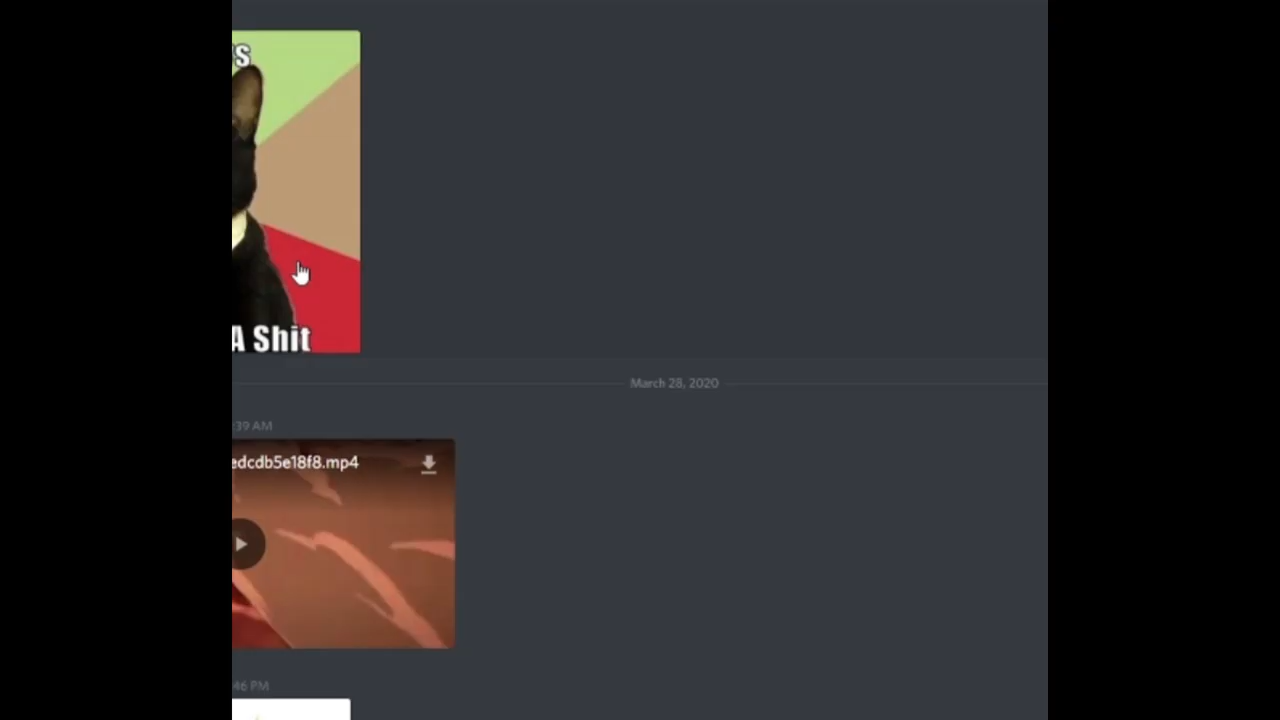 S
A Shit
March 28, 2020
:39 AM
edcdb5e18f8.mp4
:46 PM